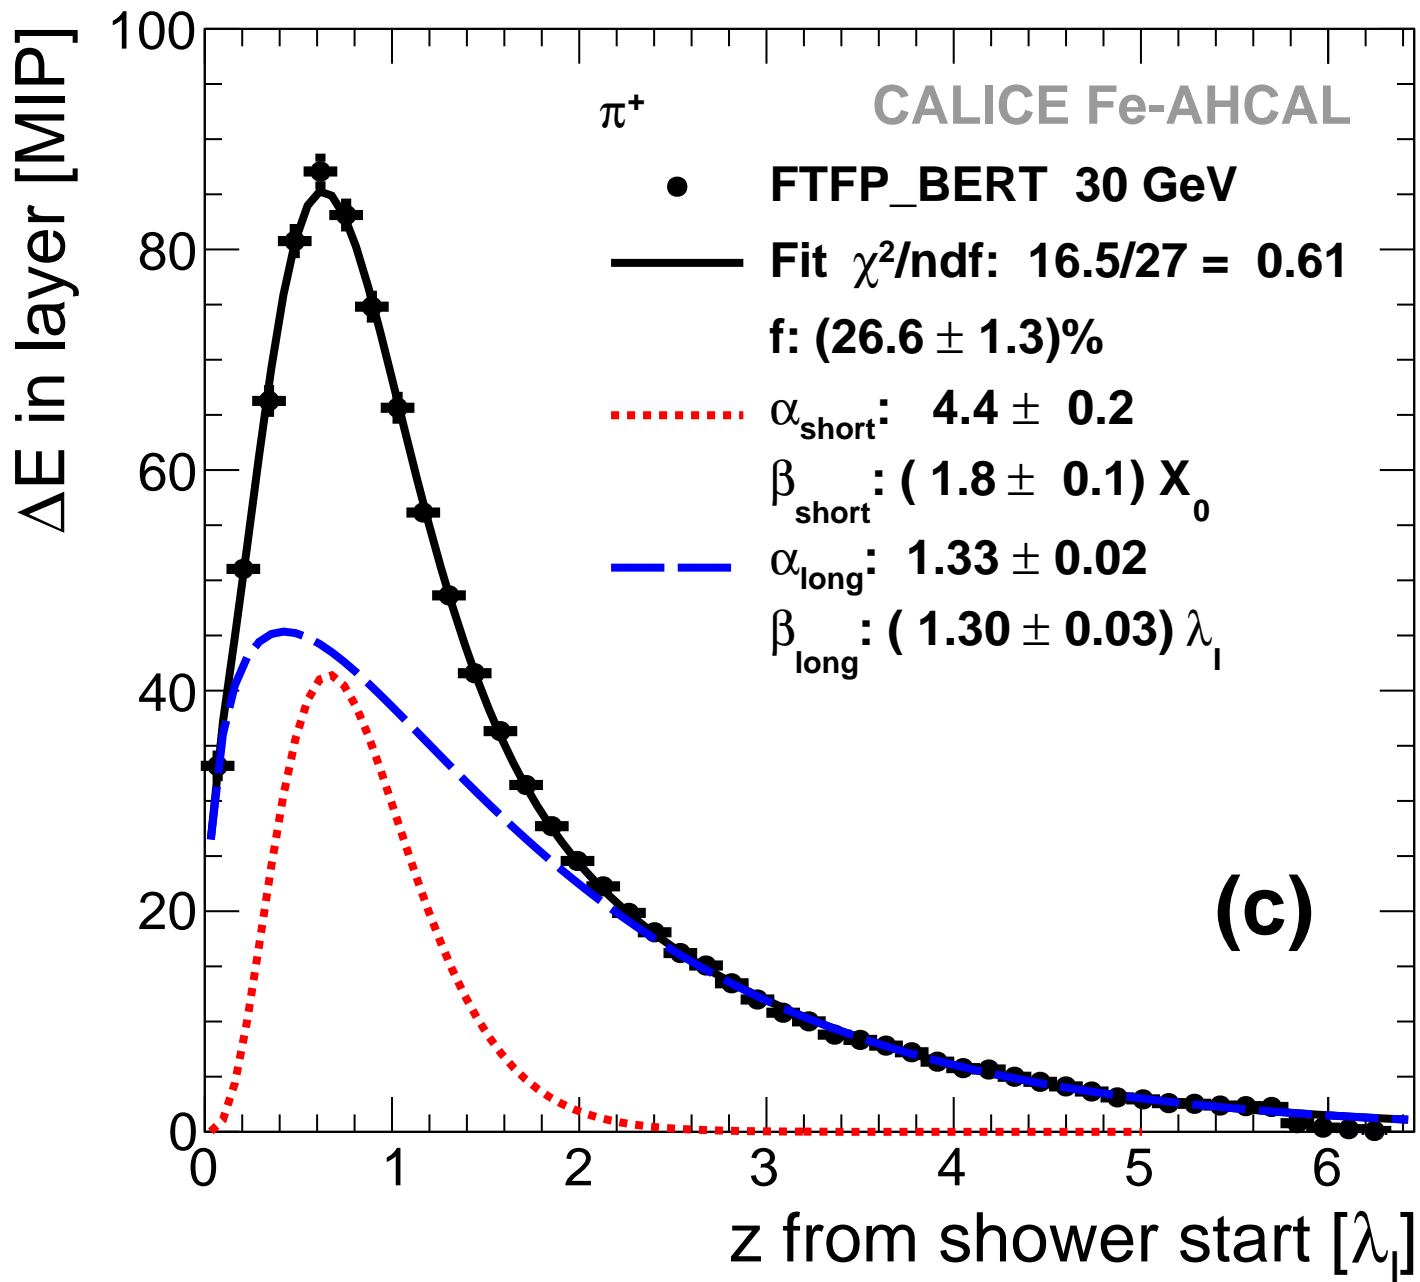 ΔE in layer [MIP]
100
80
60
40
20
0
π⁺
CALICE Fe-AHCAL
FTFP_BERT 30 GeV
Fit χ²/ndf: 16.5/27 = 0.61
f: (26.6 ± 1.3)%
α_short: 4.4 ± 0.2
β_short: ( 1.8 ± 0.1) X_0
α_long: 1.33 ± 0.02
β_long: ( 1.30 ± 0.03) λ_I
(c)
0 1 2 3 4 5 6
z from shower start [λ_I]